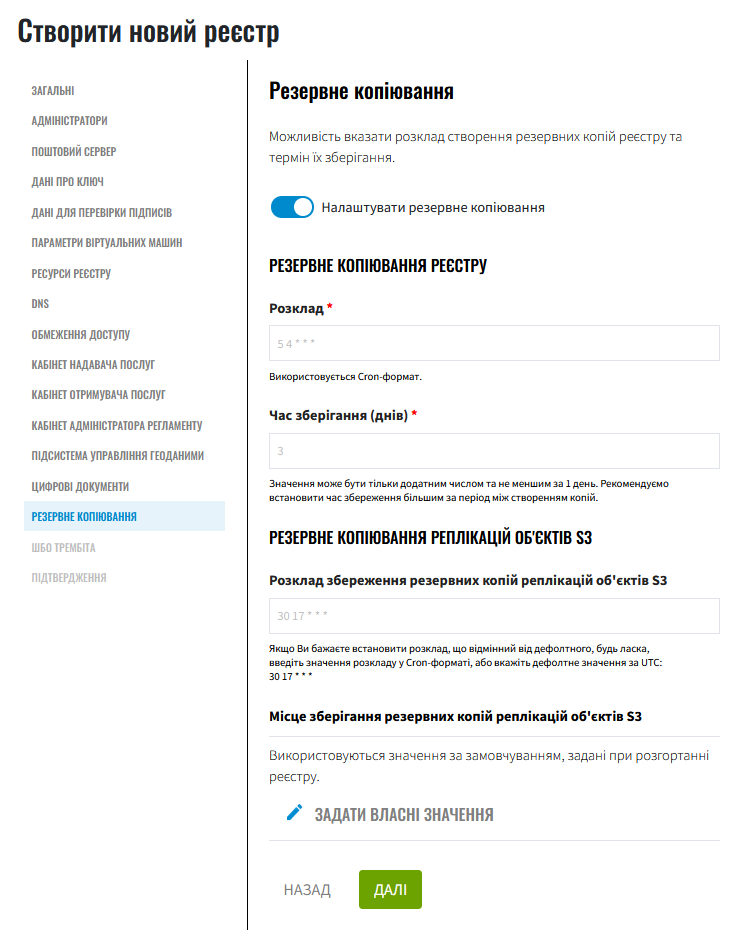 Створити новий реєстр
ЗАГАЛЬНІ
АДМІНІСТРАТОРИ
ПОШТОВИЙ СЕРВЕР
ДАНІ ПРО КЛЮЧ
ДАНІ ДЛЯ ПЕРЕВІРКИ ПІДПИСІВ
ПАРАМЕТРИ ВІРТУАЛЬНИХ МАШИН
РЕСУРСИ РЕЄСТРУ
DNS
ОБМЕЖЕННЯ ДОСТУПУ
КАБІНЕТ НАДАВАЧА ПОСЛУГ
КАБІНЕТ ОТРИМУВАЧА ПОСЛУГ
КАБІНЕТ АДМІНІСТРАТОРА РЕГЛАМЕНТУ
ПІДСИСТЕМА УПРАВЛІННЯ ГЕОДАНИМИ
ЦИФРОВІ ДОКУМЕНТИ
РЕЗЕРВНЕ КОПІЮВАННЯ
ШБО ТРЕМБІТА
ПІДТВЕРДЖЕННЯ
Резервне копіювання
Можливість вказати розклад створення резервних копій реєстру та
термін їх зберігання.
Налаштувати резервне копіювання
РЕЗЕРВНЕ КОПІЮВАННЯ РЕЄСТРУ
Розклад *
5 4 * * *
Використовується Cron-формат.
Час зберігання (днів) *
3
Значення може бути тільки додатним числом та не меншим за 1 день. Рекомендуємо
встановити час збереження більшим за період між створенням копій.
РЕЗЕРВНЕ КОПІЮВАННЯ РЕПЛІКАЦІЙ ОБ'ЄКТІВ S3
Розклад збереження резервних копій реплікацій об'єктів S3
30 17 * * *
Якщо Ви бажаєте встановити розклад, що відмінний від дефолтного, будь ласка,
введіть значення розкладу у Cron-форматі, або вкажіть дефолтне значення за UTC:
30 17 * * *
Місце зберігання резервних копій реплікацій об'єктів S3
Використовуються значення за замовчуванням, задані при розгортанні
реєстру.
ЗАДАТИ ВЛАСНІ ЗНАЧЕННЯ
НАЗАД
ДАЛІ